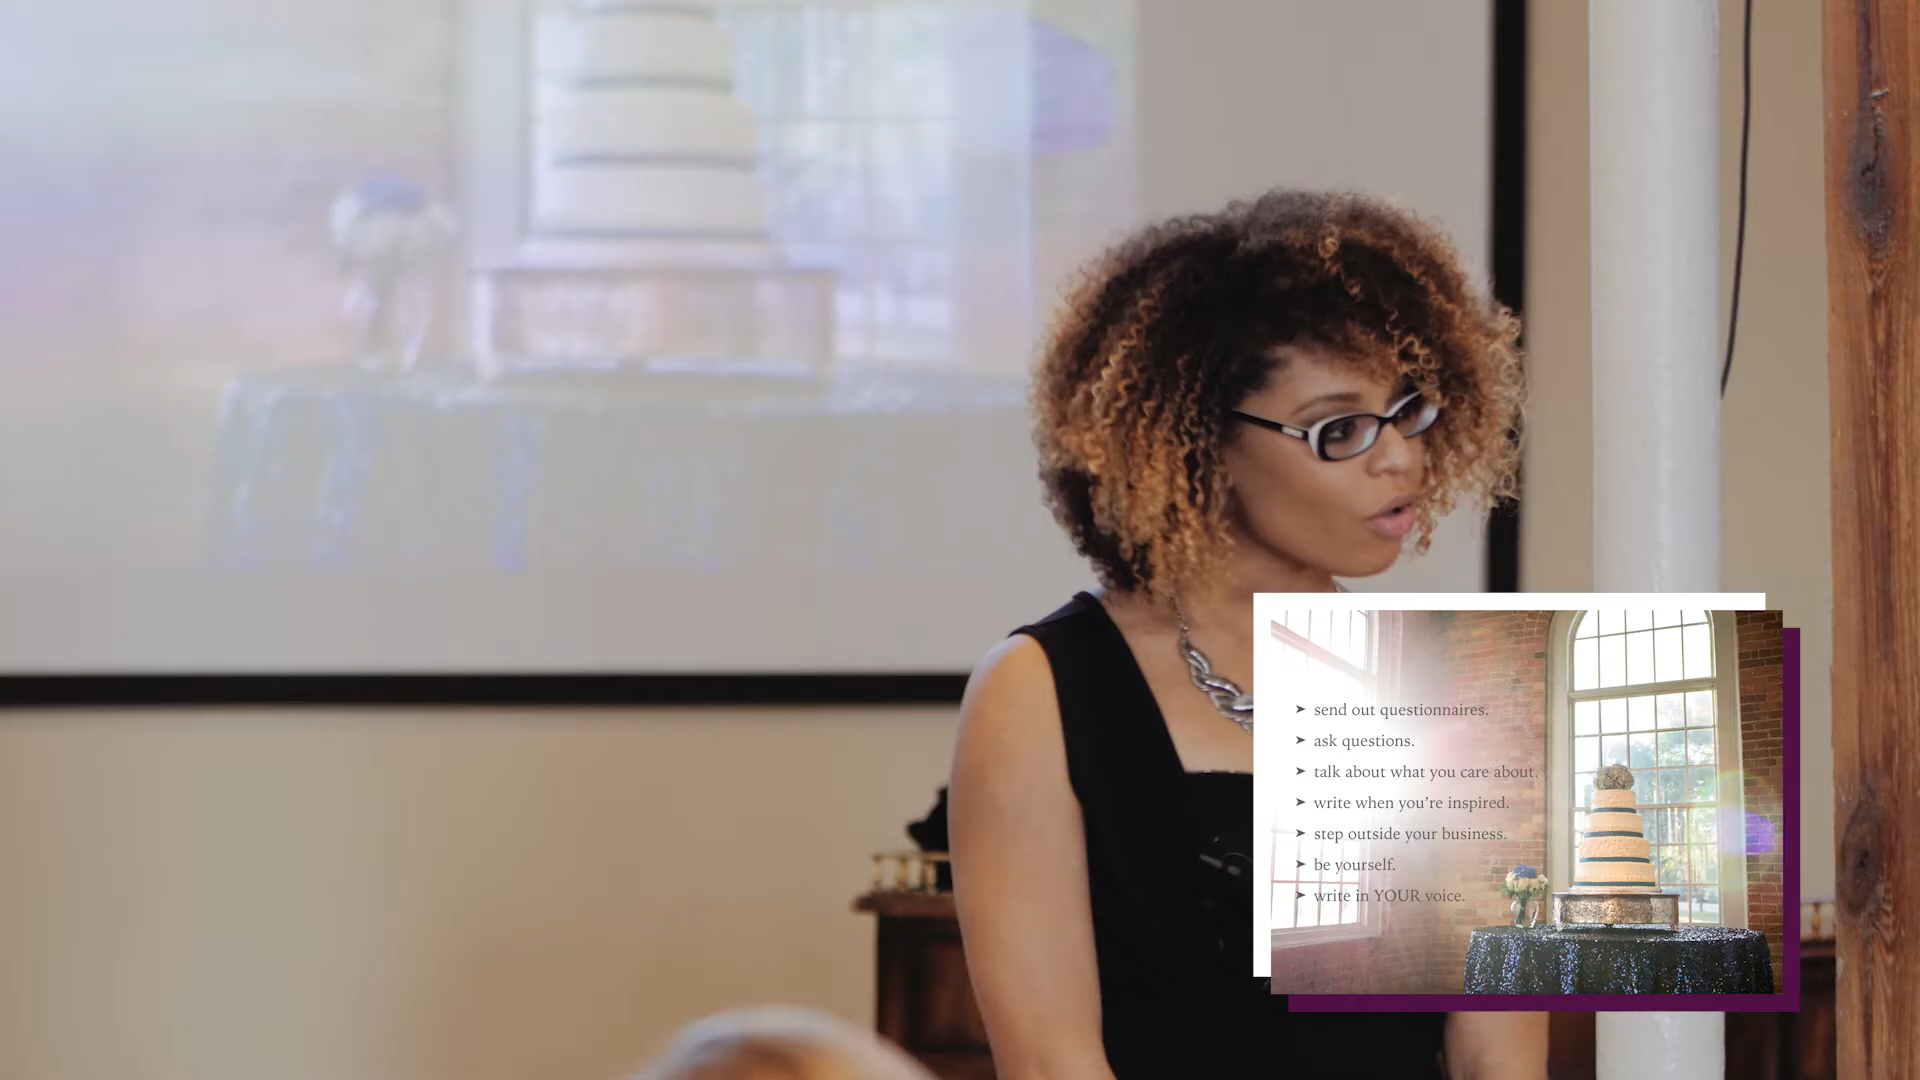 send out questionnaires.
ask questions.
talk about what you care about.
write when you're inspired.
step outside your business.
be yourself.
write in YOUR voice.